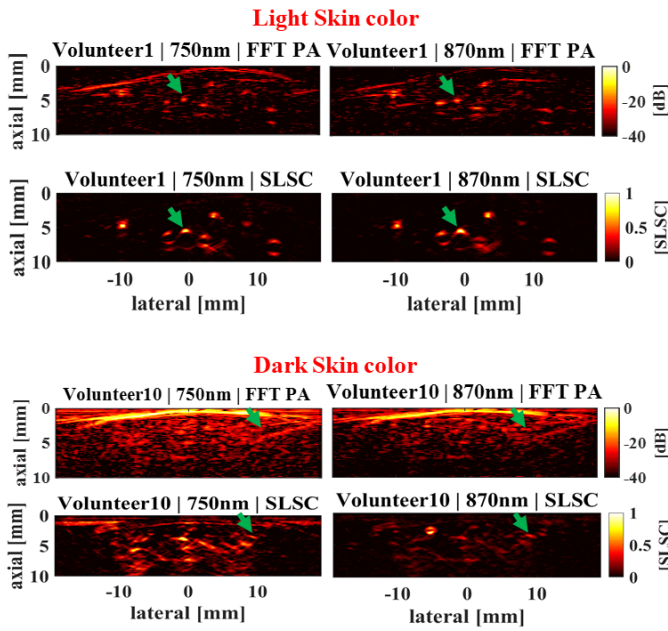 Light Skin color
Volunteer1 | 750nm | FFT PA
Volunteer1 | 870nm | FFT PA
axial [mm]
0
5
10
0
-20
-40
[dB]
Volunteer1 | 750nm | SLSC
Volunteer1 | 870nm | SLSC
axial [mm]
0
5
10
1
0.5
0
[SLSC]
-10 0 10
-10 0 10
lateral [mm]
lateral [mm]
Dark Skin color
Volunteer10 | 750nm | FFT PA
Volunteer10 | 870nm | FFT PA
axial [mm]
0
5
10
0
-20
-40
[dB]
Volunteer10 | 750nm | SLSC
Volunteer10 | 870nm | SLSC
axial [mm]
0
5
10
1
0.5
0
[SLSC]
-10 0 10
-10 0 10
lateral [mm]
lateral [mm]